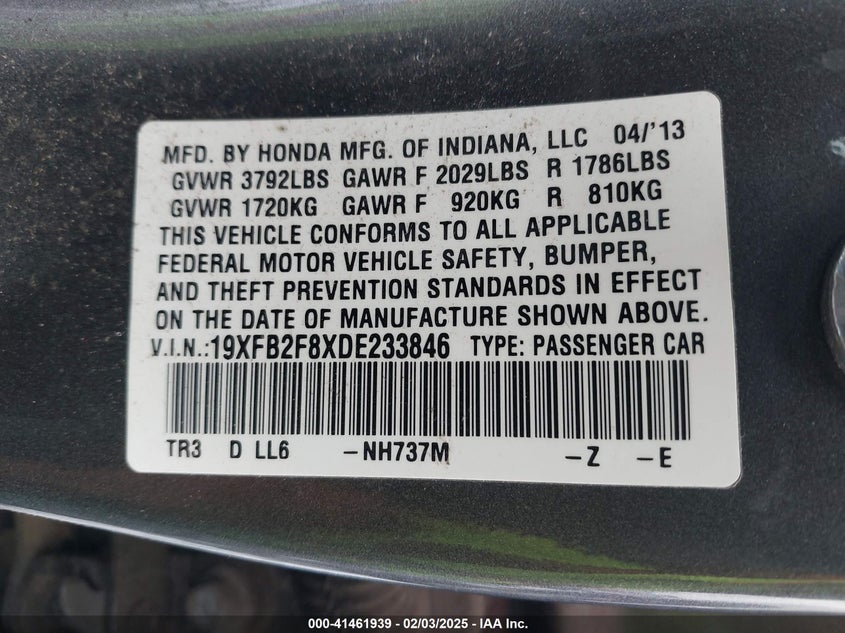 MFD. BY HONDA MFG. OF INDIANA, LLC 04/'13
GVWR 3792LBS GAWR F 2029LBS R 1786LBS
GVWR 1720KG GAWR F 920KG R 810KG
THIS VEHICLE CONFORMS TO ALL APPLICABLE
FEDERAL MOTOR VEHICLE SAFETY, BUMPER,
AND THEFT PREVENTION STANDARDS IN EFFECT
ON THE DATE OF MANUFACTURE SHOWN ABOVE.
V.I.N.:19XFB2F8XDE233846 TYPE: PASSENGER CAR
TR3 D LL6 -NH737M -Z -E
000-41461939 - 02/03/2025 - IAA Inc.